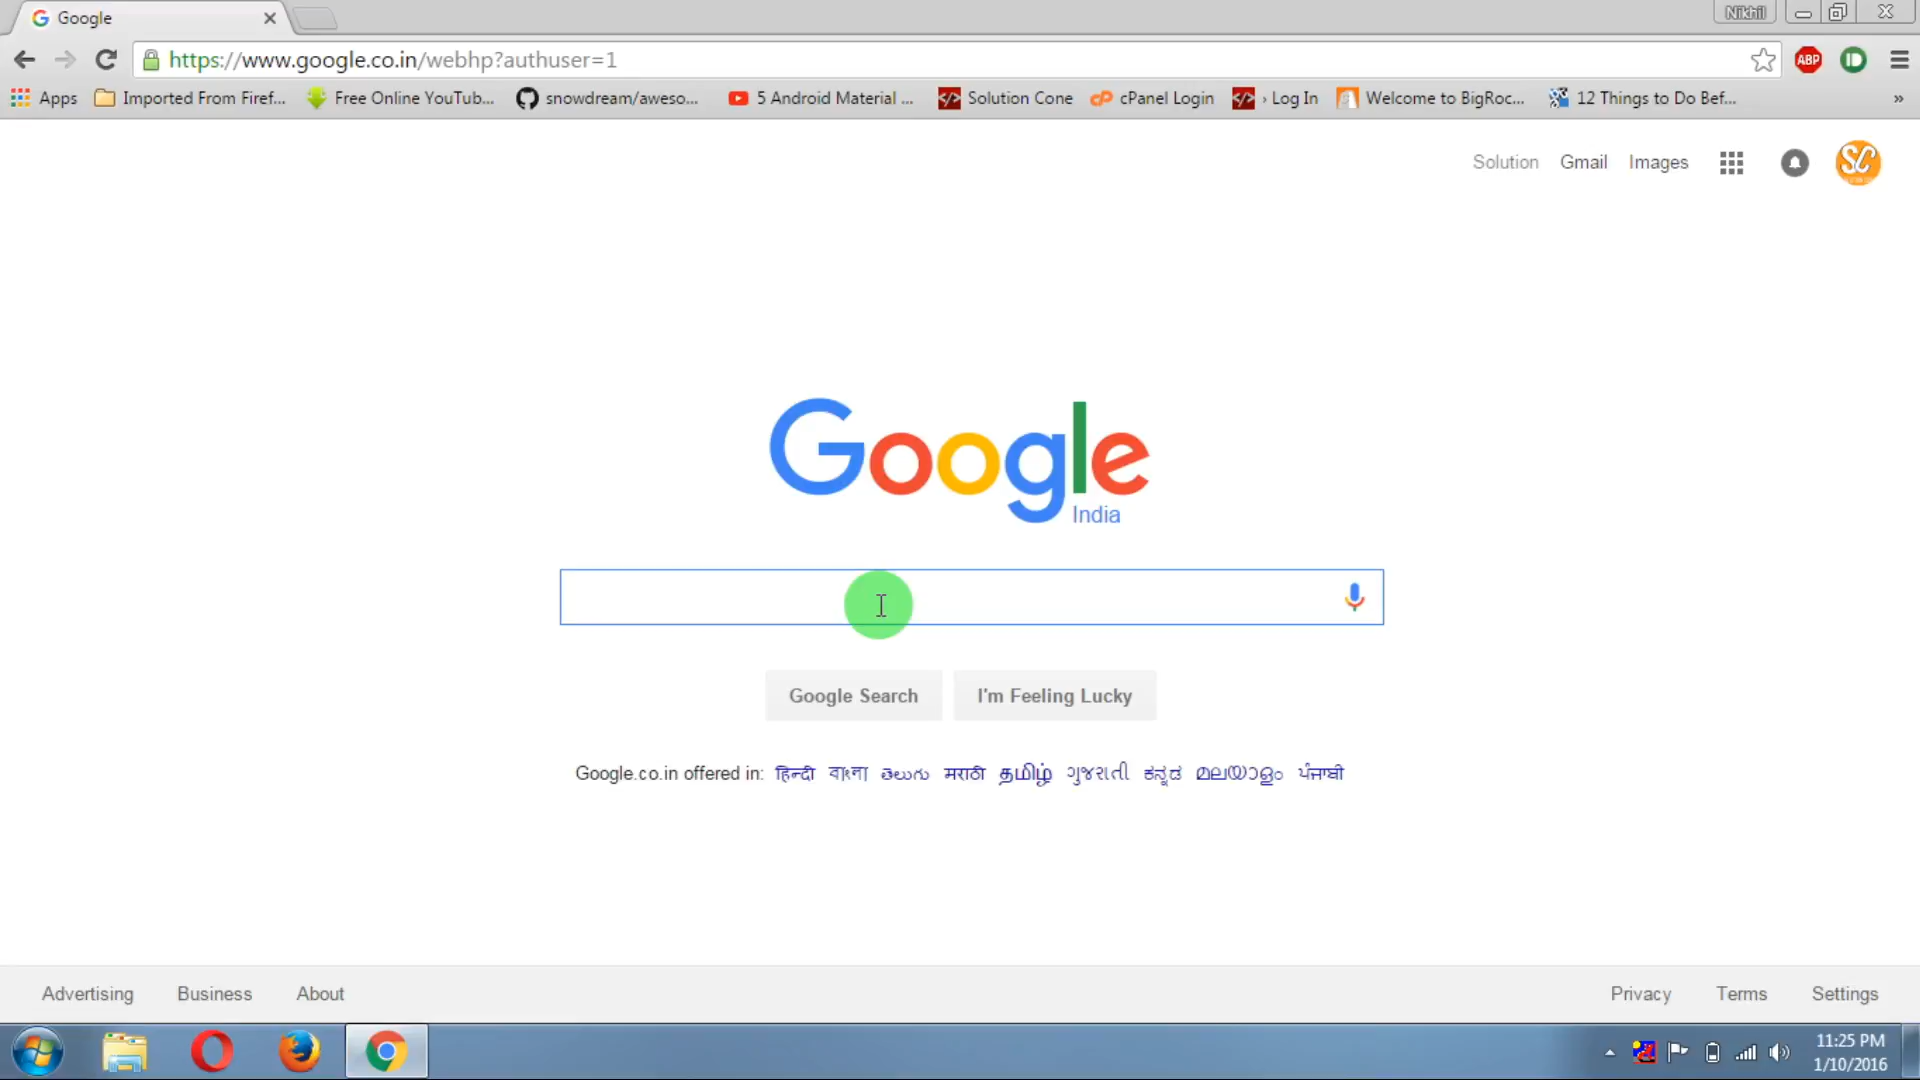 Google
Nikhil
https://www.google.co.in/webhp?authuser=1
ABP
Apps Imported From Firef... Free Online YouTub... snowdream/aweso... 5 Android Material ... Solution Cone cPanel Login › Log In Welcome to BigRoc... 12 Things to Do Bef... »
Solution Gmail Images
SC
Google
India
Google Search I'm Feeling Lucky
Google.co.in offered in: हिन्दी বাংলা తెలుగు मराठी தமிழ் ગુજરાતી ಕನ್ನಡ മലയാളം ਪੰਜਾਬੀ
Advertising Business About Privacy Terms Settings
11:25 PM
1/10/2016